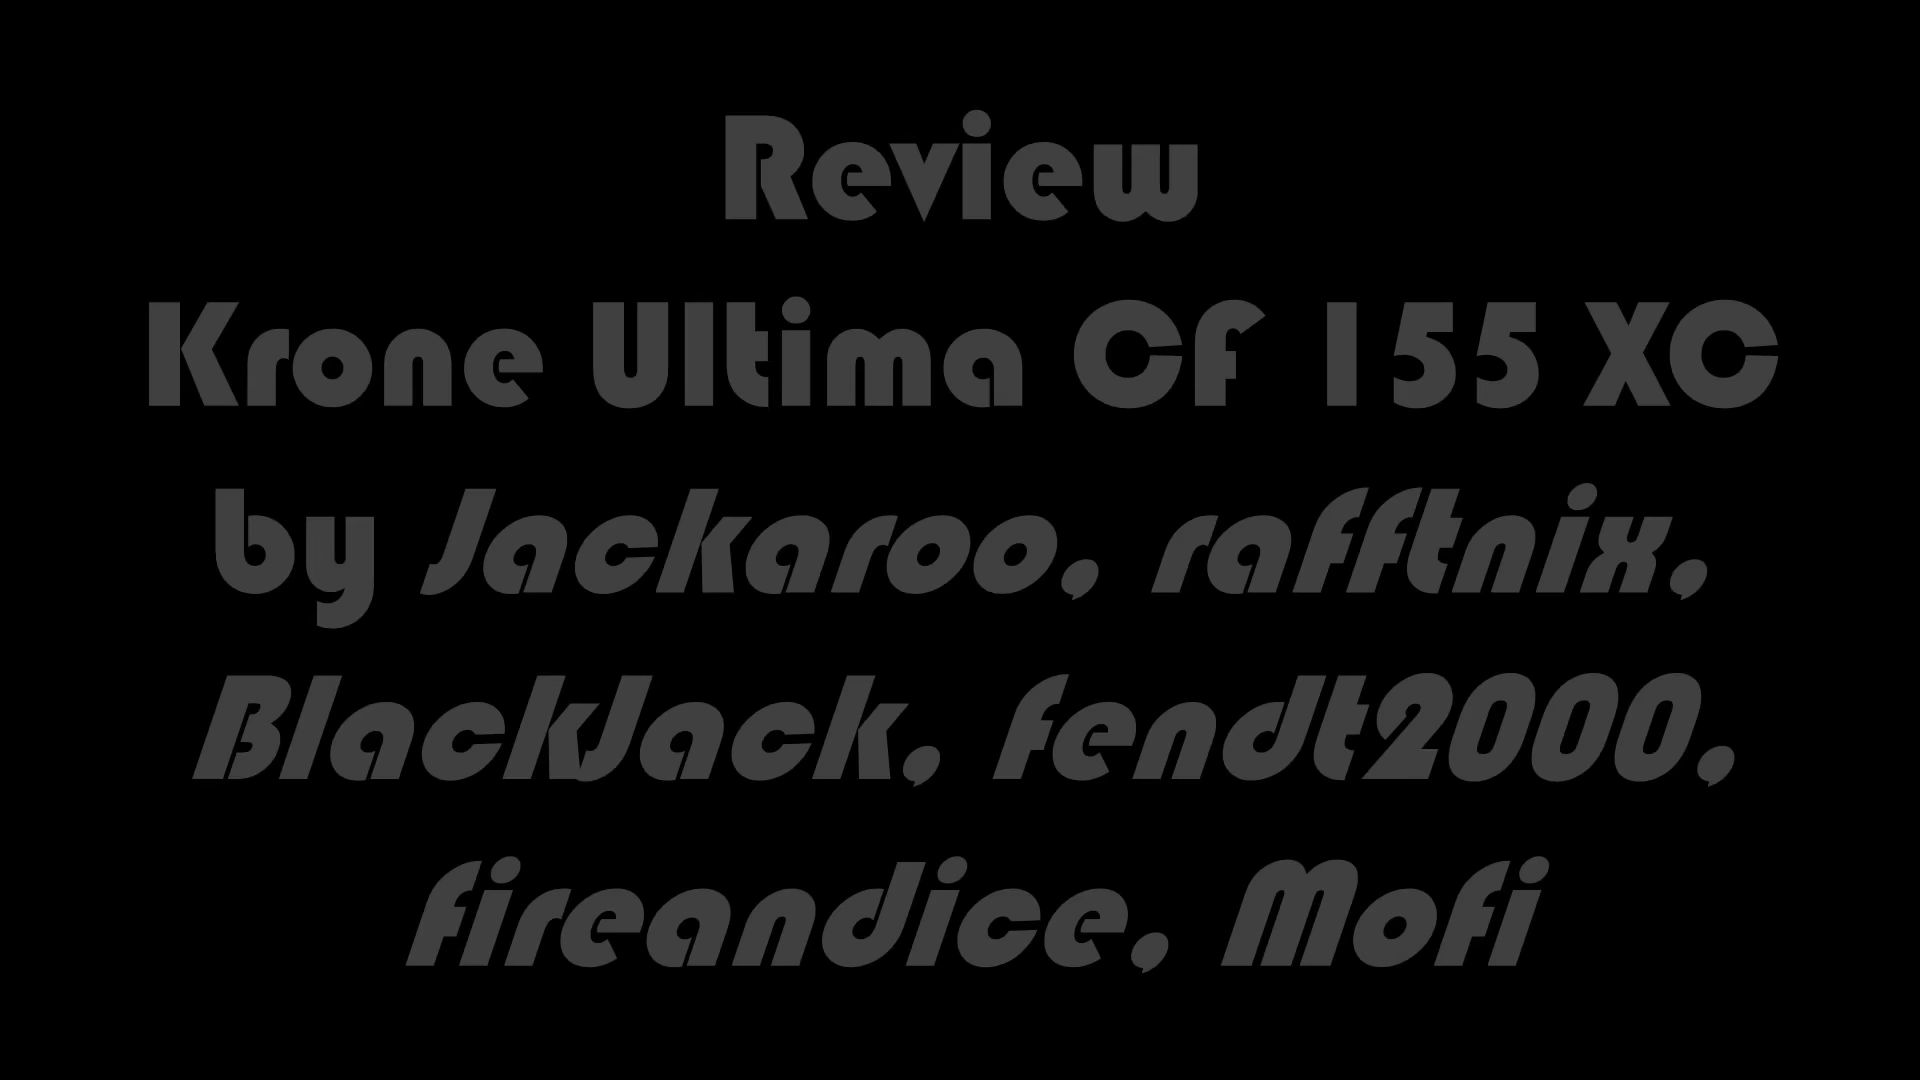 Review
Krone Ultima CF 155 XC
by Jackaroo, rafftnix,
BlackJack, fendt2000,
fireandice, Mofi